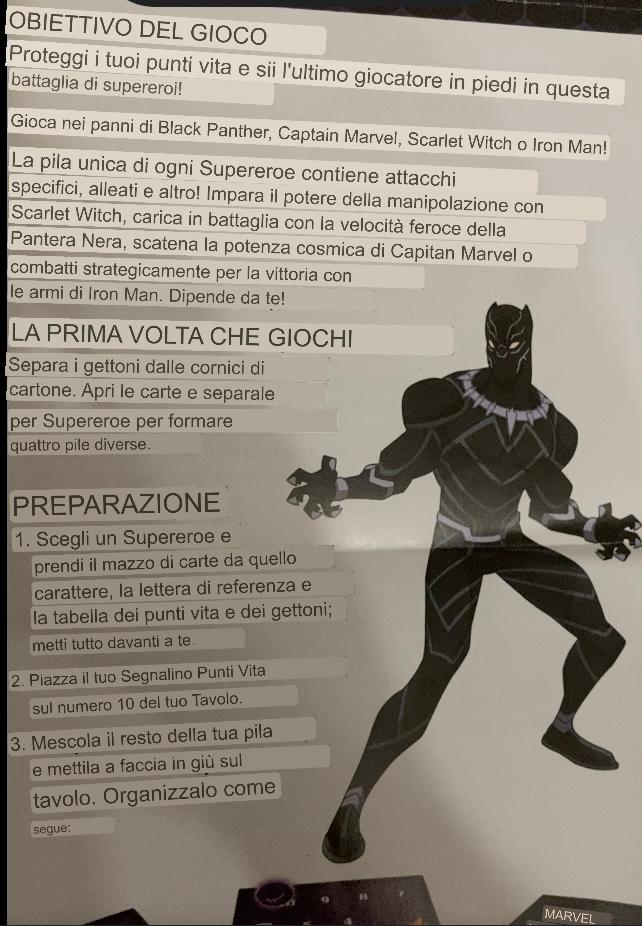 OBIETTIVO DEL GIOCO
Proteggi i tuoi punti vita e sii l'ultimo giocatore in piedi in questa
battaglia di supereroi!
Gioca nei panni di Black Panther, Captain Marvel, Scarlet Witch o Iron Man!
La pila unica di ogni Supereroe contiene attacchi
specifici, alleati e altro! Impara il potere della manipolazione con
Scarlet Witch, carica in battaglia con la velocità feroce della
Pantera Nera, scatena la potenza cosmica di Capitan Marvel o
combatti strategicamente per la vittoria con
le armi di Iron Man. Dipende da te!
LA PRIMA VOLTA CHE GIOCHI
Separa i gettoni dalle cornici di
cartone. Apri le carte e separale
per Supereroe per formare
quattro pile diverse.
PREPARAZIONE
1. Scegli un Supereroe e
prendi il mazzo di carte da quello
carattere, la lettera di referenza e
la tabella dei punti vita e dei gettoni;
metti tutto davanti a te.
2. Piazza il tuo Segnalino Punti Vita
sul numero 10 del tuo Tavolo.
3. Mescola il resto della tua pila
e mettila a faccia in giù sul
tavolo. Organizzalo come
segue:
9 8 7
MARVEL